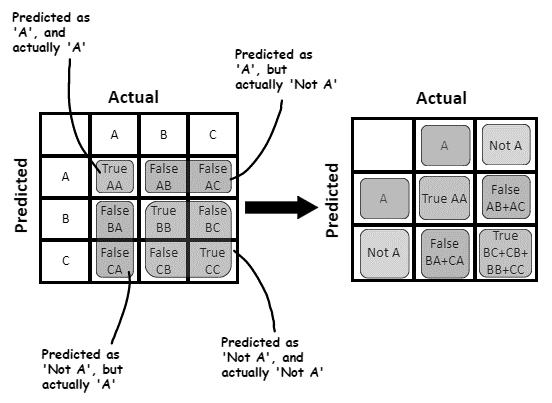 Predicted as
'A', and
actually 'A'
Predicted as
'A', but
actually 'Not A'
Actual
Predicted
A B C
A
True
AA
False
AB
False
AC
B
False
BA
True
BB
False
BC
C
False
CA
False
CB
True
CC
Predicted as
'Not A', but
actually 'A'
Predicted as
'Not A', and
actually 'Not A'
Actual
Predicted
A Not A
A True AA
False
AB+AC
Not A
False
BA+CA
True
BC+CB+
BB+CC